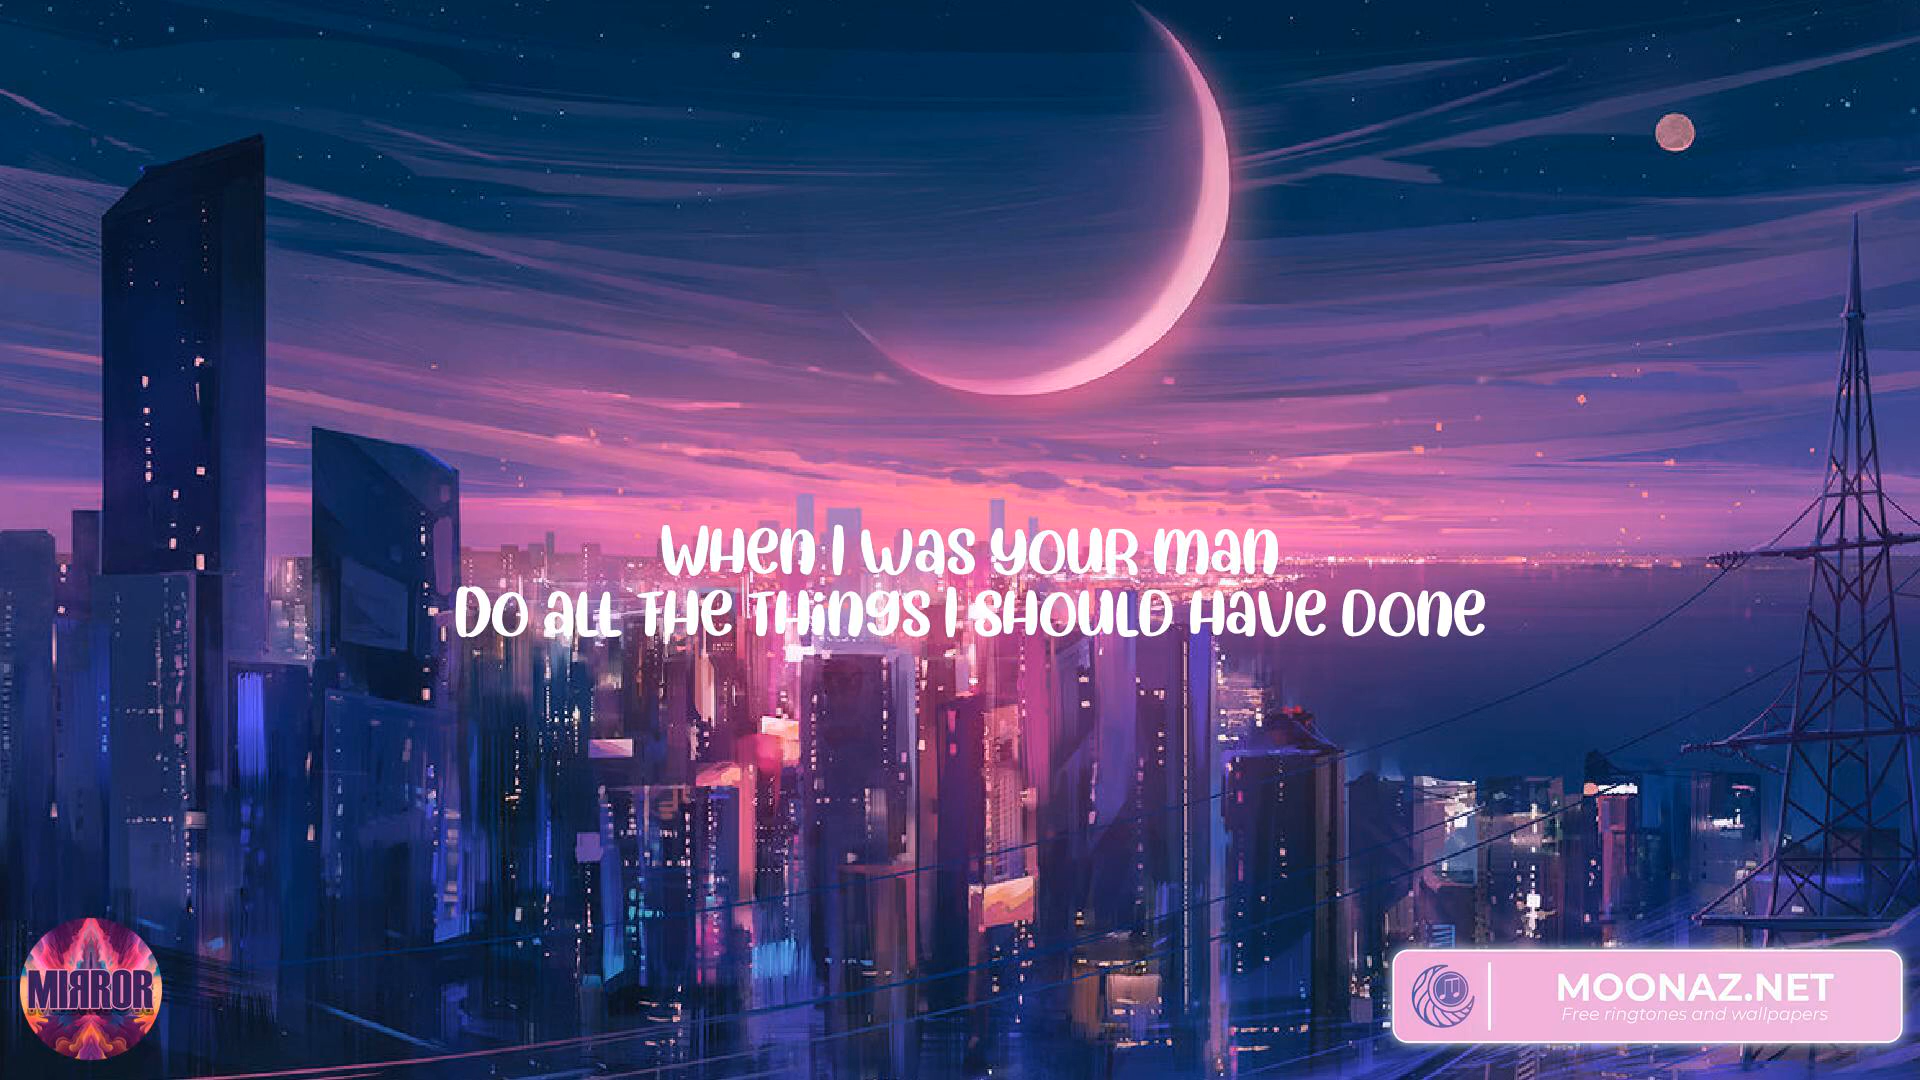 When I was your man
Do all the things I should have done
MIRROR
MOONAZ.NET
Free ringtones and wallpapers